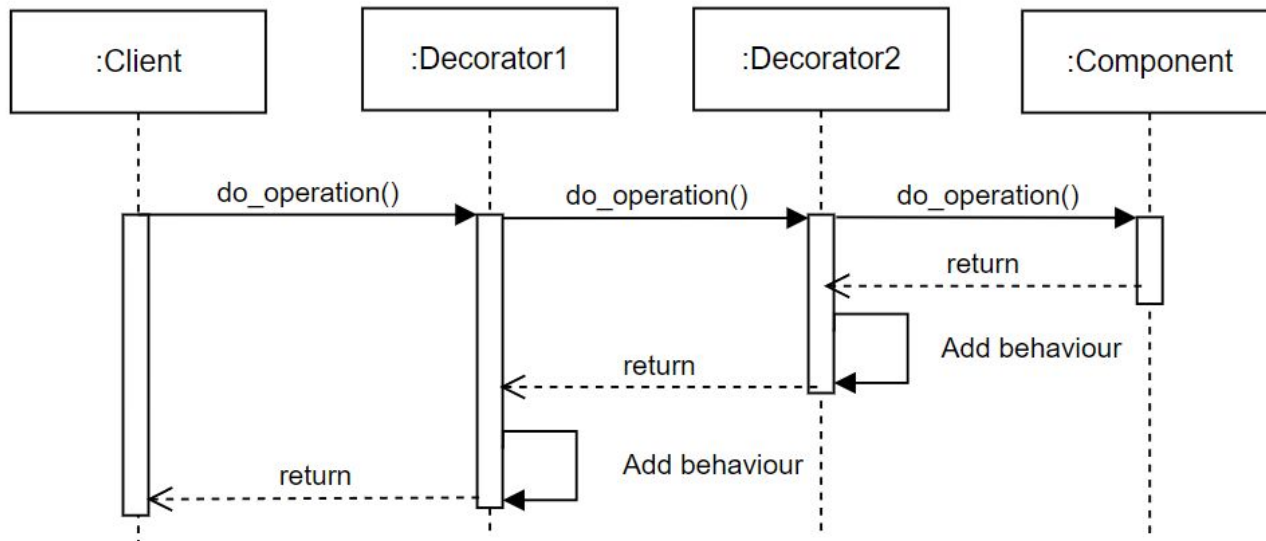 :Client
:Decorator1
:Decorator2
:Component
do_operation()
do_operation()
do_operation()
return
Add behaviour
return
Add behaviour
return